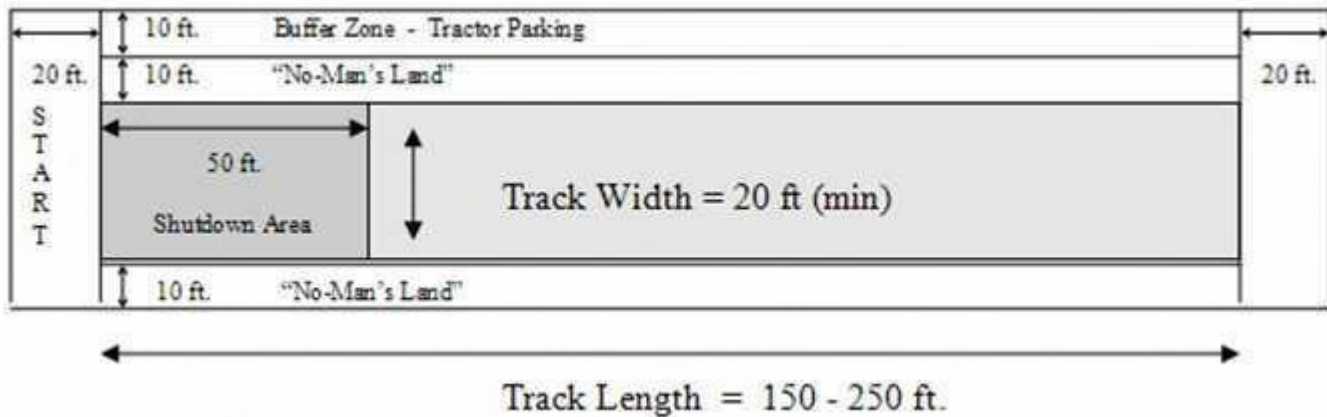 10 ft. Buffer Zone - Tractor Parking
20 ft. 10 ft. “No-Man’s Land” 20 ft.
START
50 ft.
Shutdown Area
Track Width = 20 ft (min)
10 ft. “No-Man’s Land”
Track Length = 150 - 250 ft.